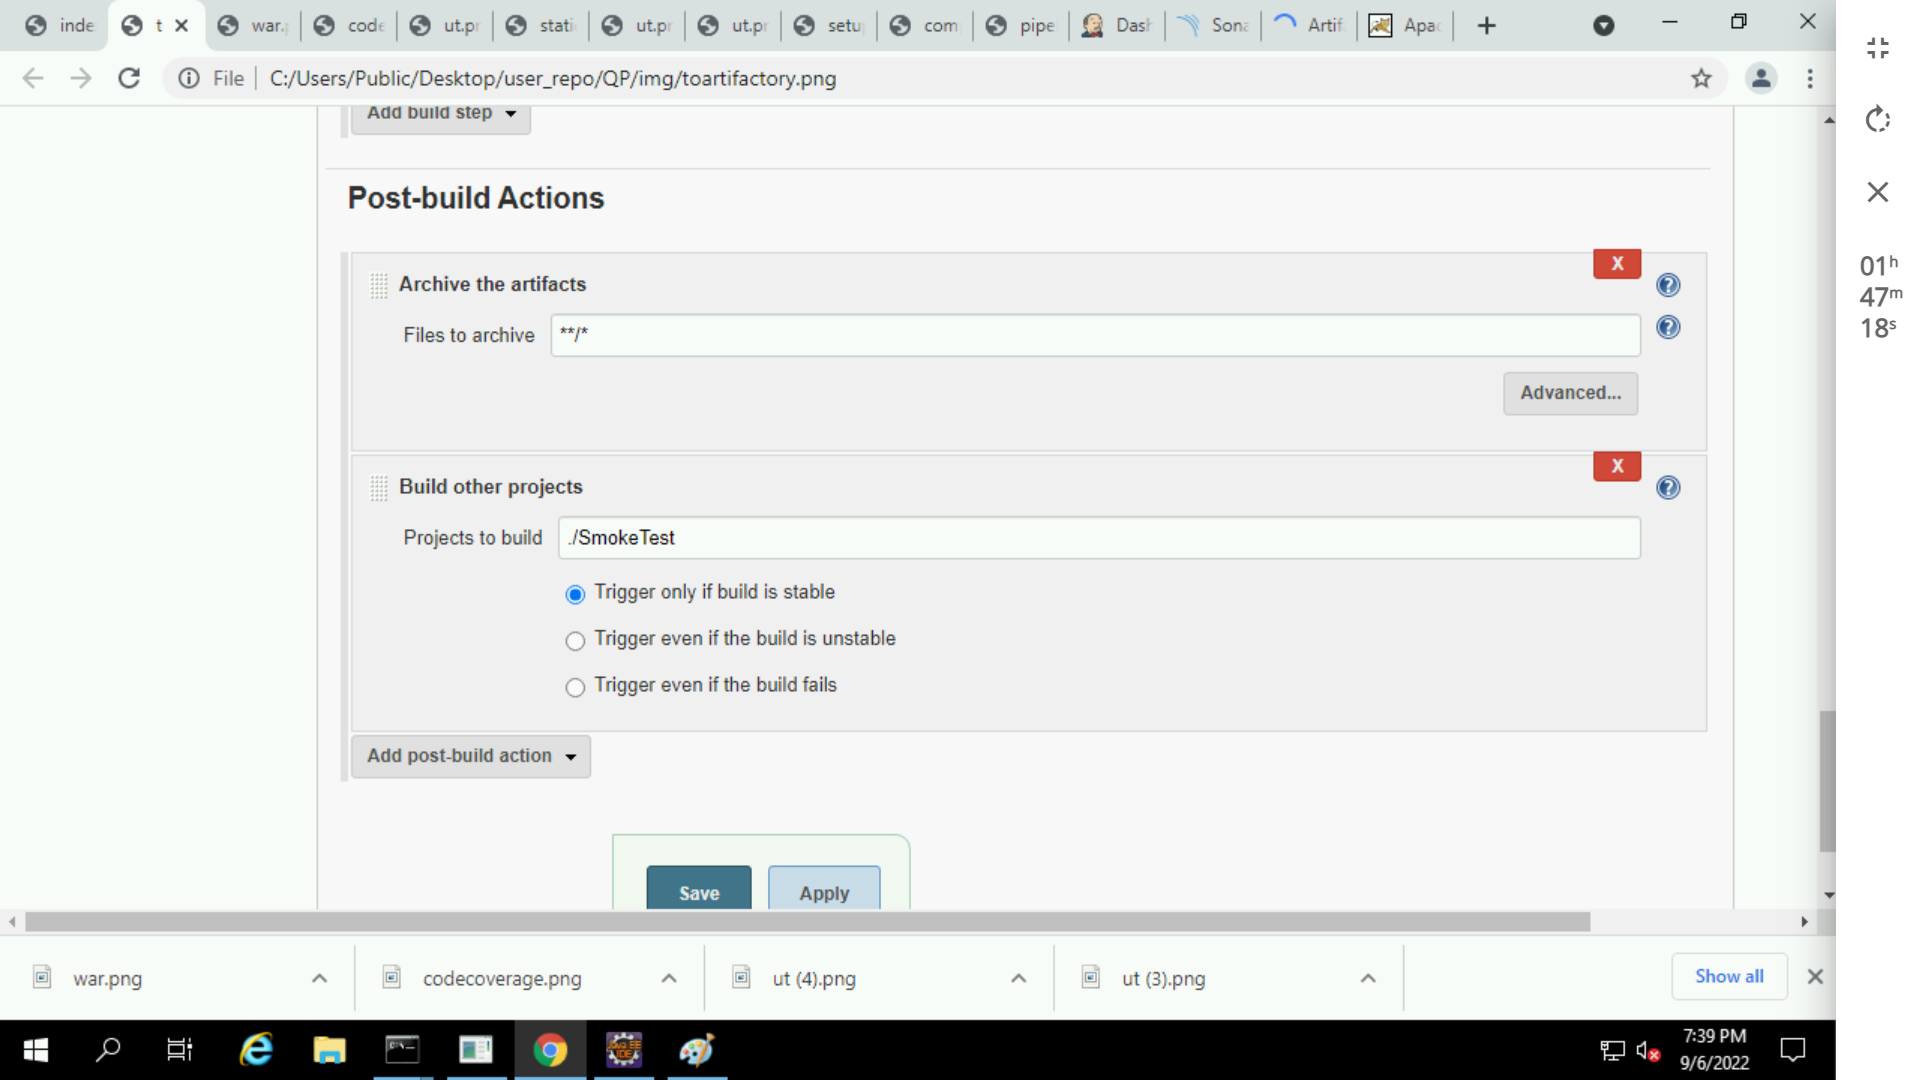 inde
t
war.p
code
ut.pr
stati
ut.pr
ut.pr
setup
com
pipe
Dash
Sona
Artif
Apac
File
C:/Users/Public/Desktop/user_repo/QP/img/toartifactory.png
01h
47m
18s
Add build step
Post-build Actions
X
Archive the artifacts
Files to archive **/*
Advanced...
X
Build other projects
Projects to build ./SmokeTest
Trigger only if build is stable
Trigger even if the build is unstable
Trigger even if the build fails
Add post-build action
Save Apply
war.png codecoverage.png ut (4).png ut (3).png Show all
7:39 PM
9/6/2022